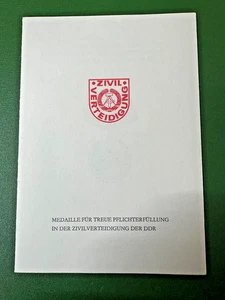 ZIVIL
VERTEIDIGUNG
MEDAILLE FÜR TREUE PFLICHTERFÜLLUNG
IN DER ZIVILVERTEIDIGUNG DER DDR